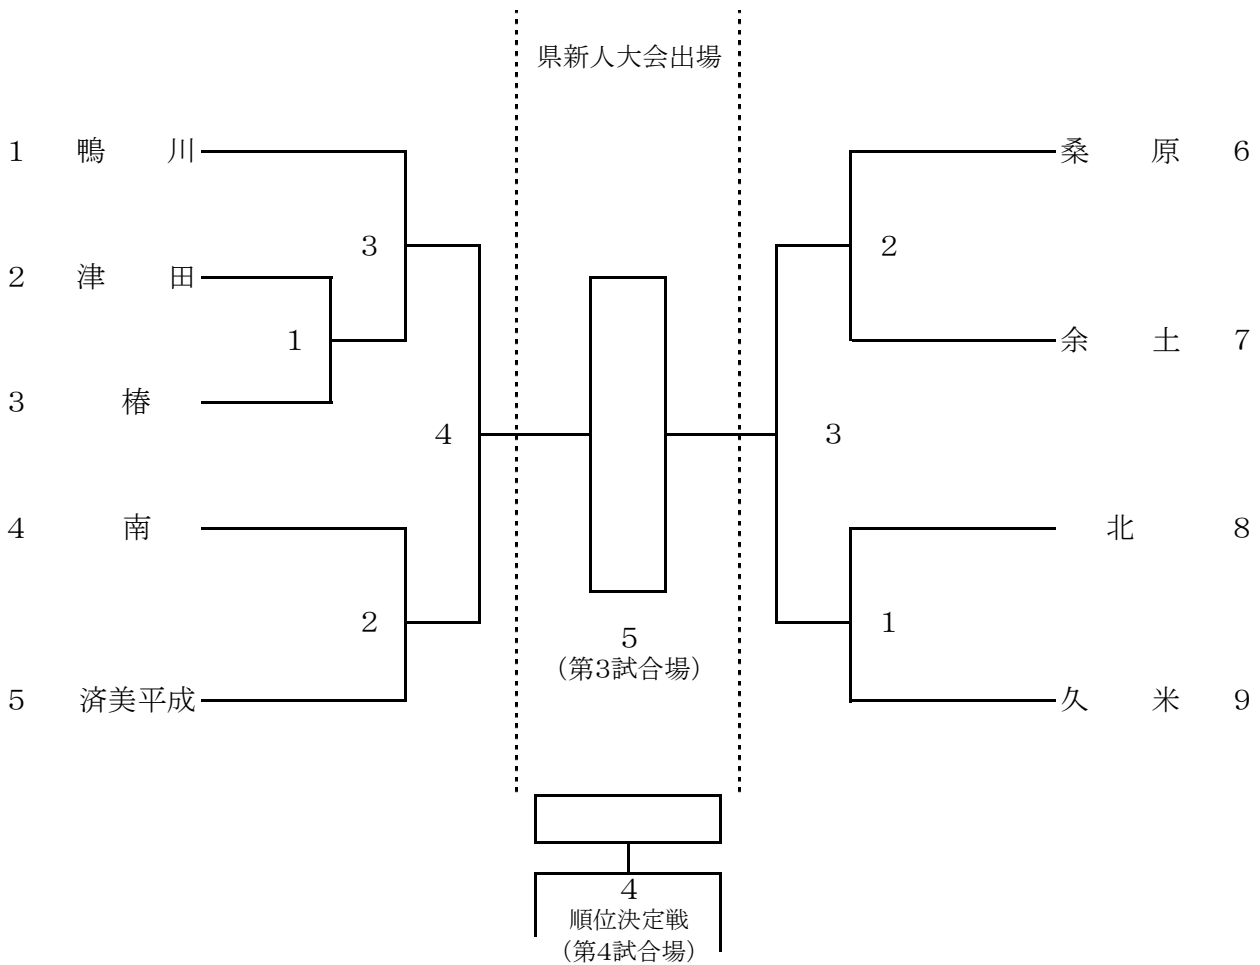 県新人大会出場
1 鴨 川
3
2 津 田
1
3 椿
4
4 南
2
5 済美平成
桑 原 6
2
余 土 7
3
北 8
1
久 米 9
5
(第3試合場)
4
順位決定戦
(第4試合場)